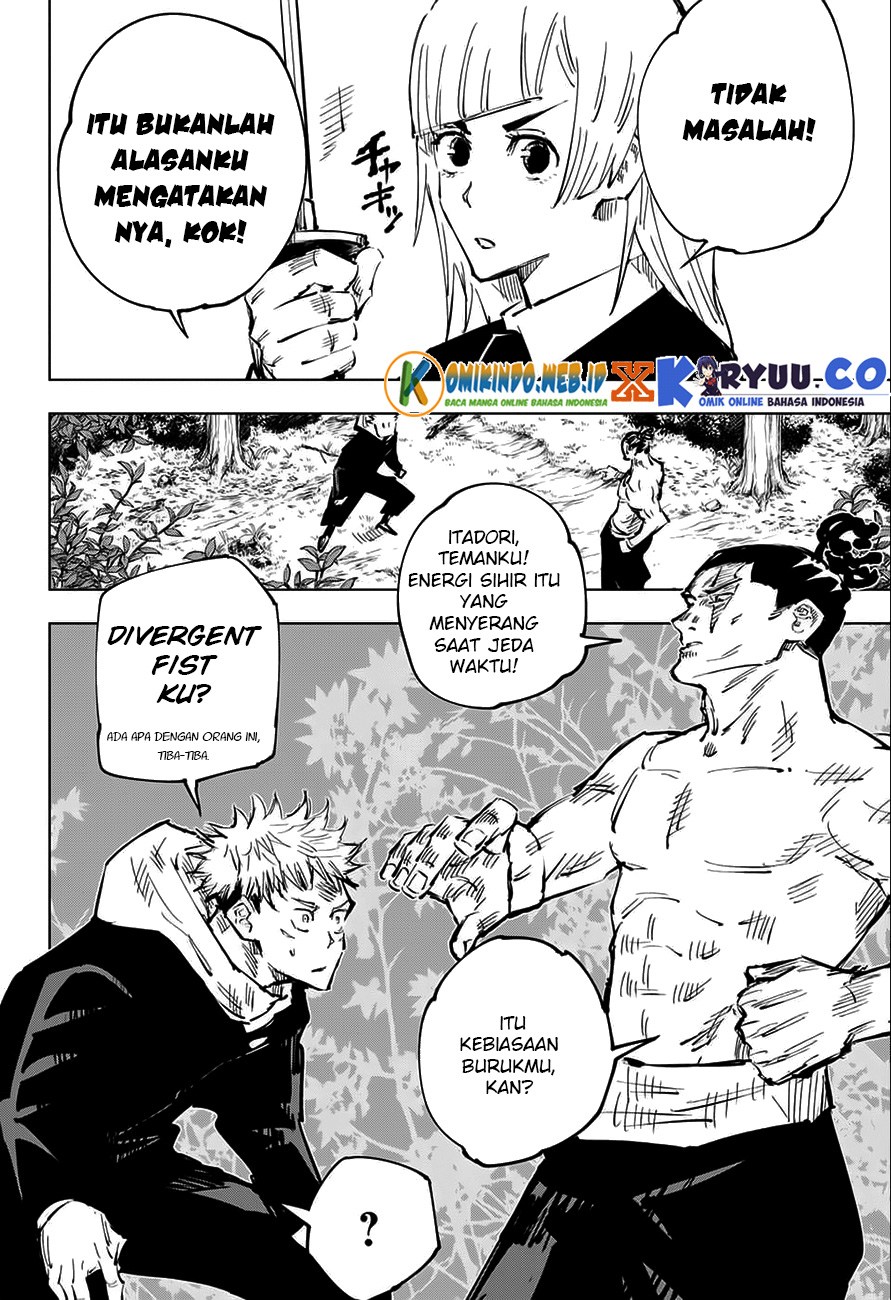 TIDAK
MASALAH!
ITU BUKANLAH
ALASANKU
MENGATAKAN
NYA, KOK!
チャキッ
KOMIKINDO.WEB.ID X KIRYUU.CO
BACA MANGA ONLINE BAHASA INDONESIA
OMIK ONLINE BAHASA INDONESIA
ITADORI,
TEMANKU!
ENERGI SIHIR ITU
YANG
MENYERANG
SAAT JEDA
WAKTU!
DIVERGENT
FIST
KU?
ADA APA DENGAN ORANG INI,
TIBA-TIBA.
ITU
KEBIASAAN
BURUKMU,
KAN?
?